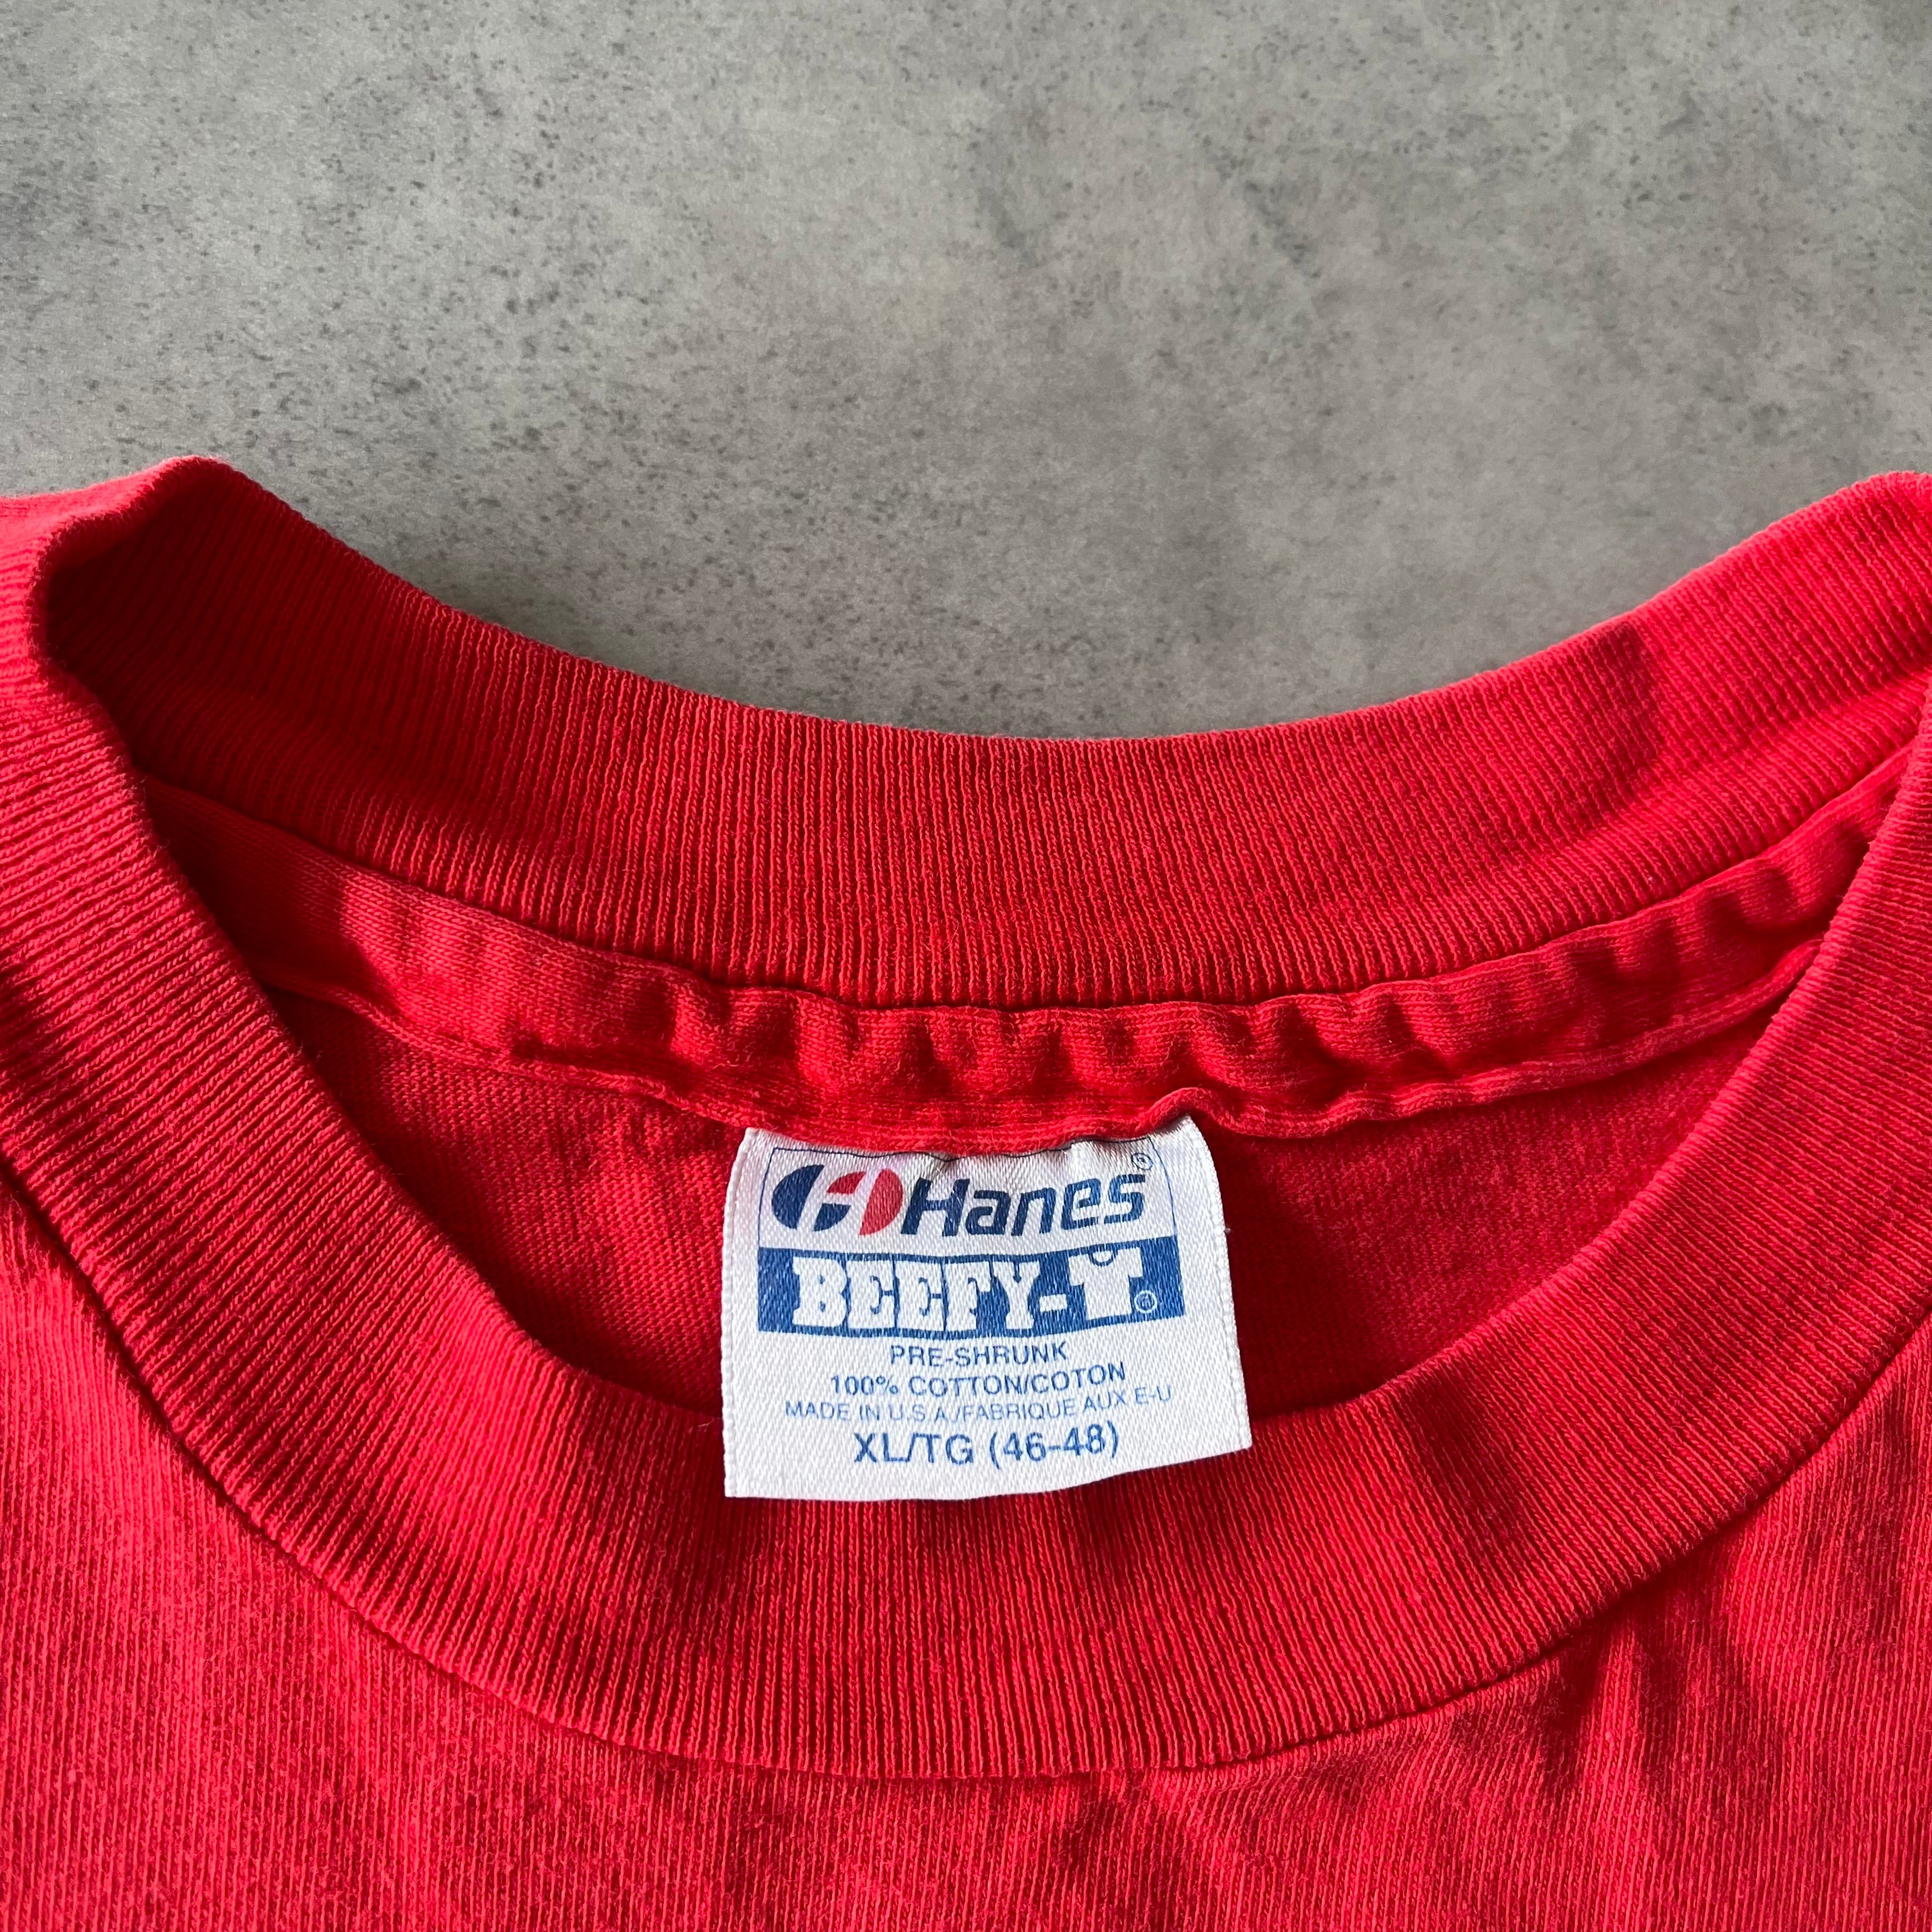 Hanes®
BEEFY-T®
PRE-SHRUNK
100% COTTON/COTON
MADE IN U.S.A./FABRIQUE AUX E-U
XL/TG (46-48)